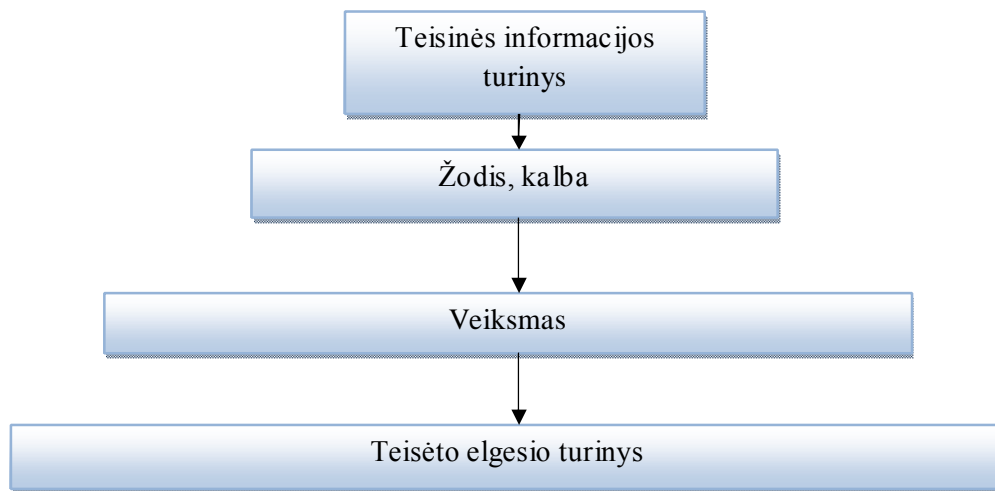 Teisinės informacijos
turinys
Žodis, kalba
Veiksmas
Teisėto elgesio turinys